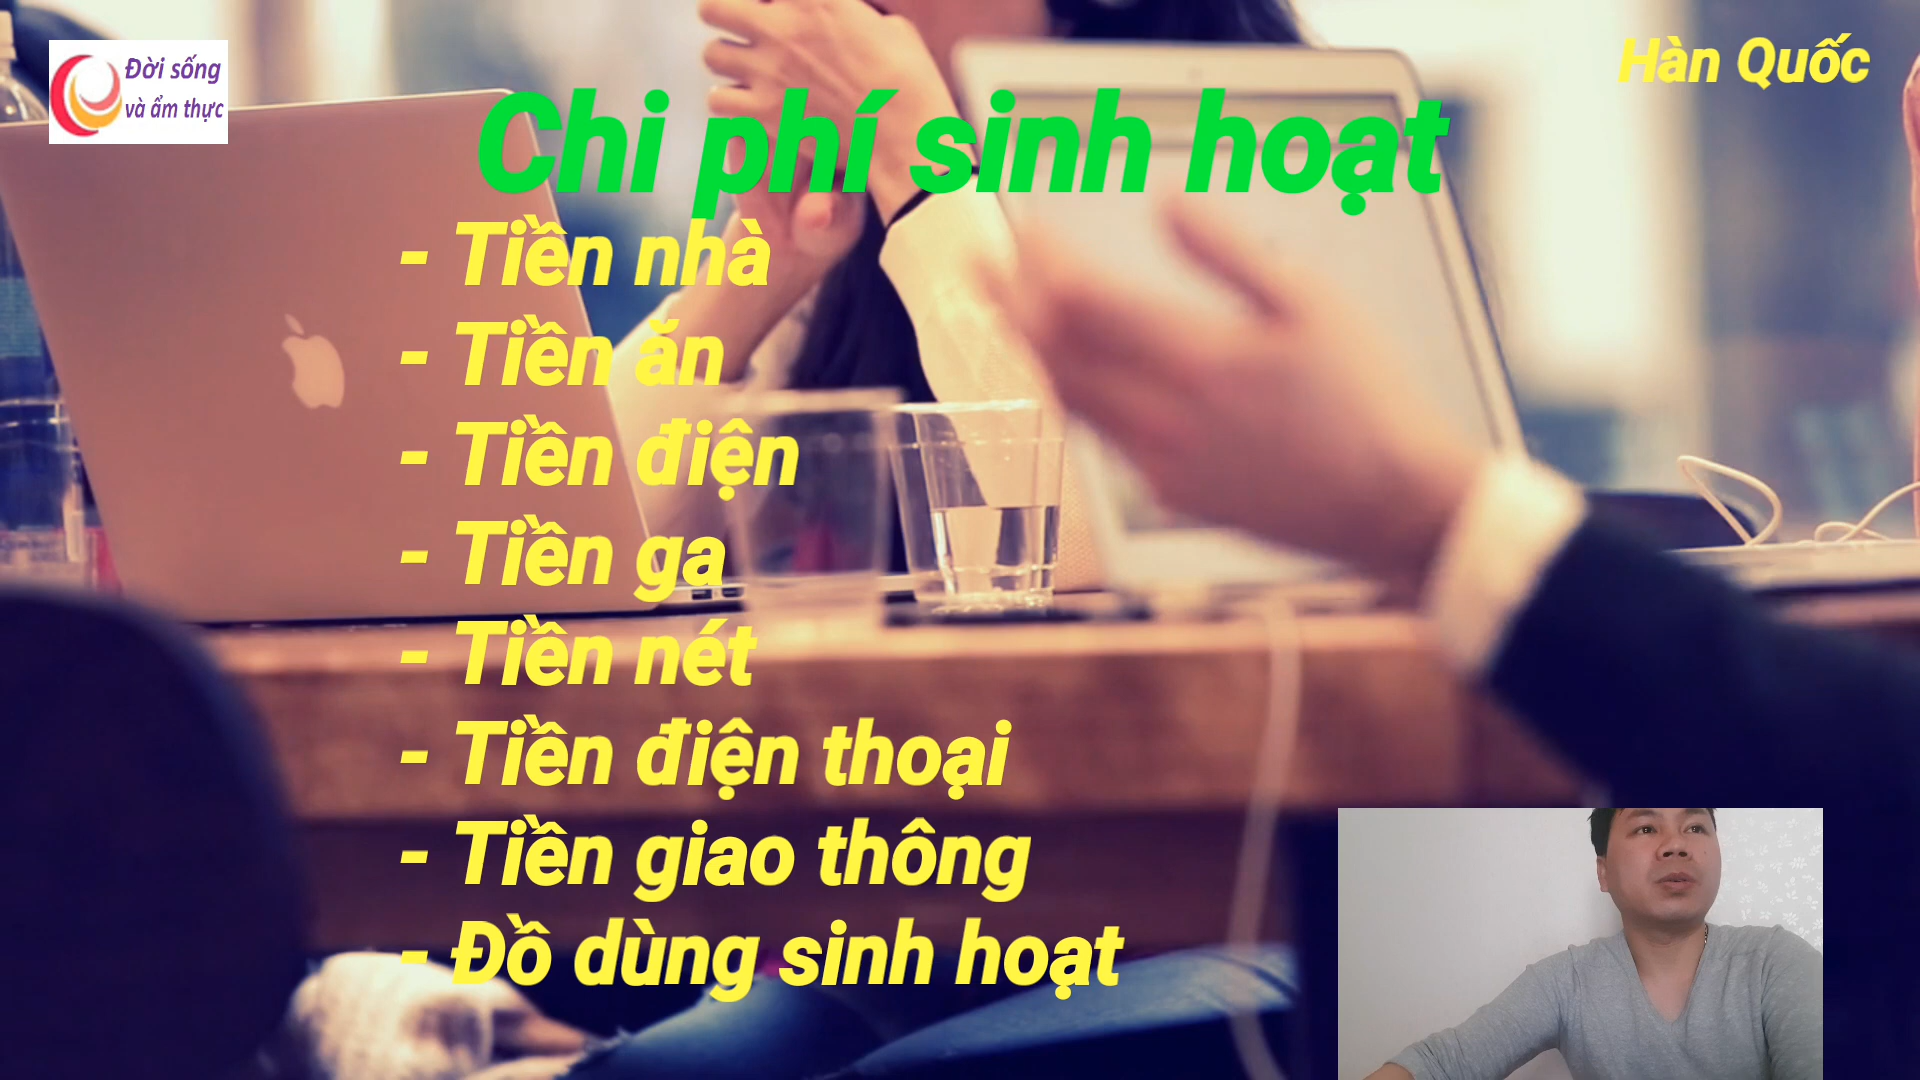 Đời sống
và ẩm thực
Hàn Quốc
Chi phí sinh hoạt
- Tiền nhà
- Tiền ăn
- Tiền điện
- Tiền ga
- Tiền nét
- Tiền điện thoại
- Tiền giao thông
- Đồ dùng sinh hoạt